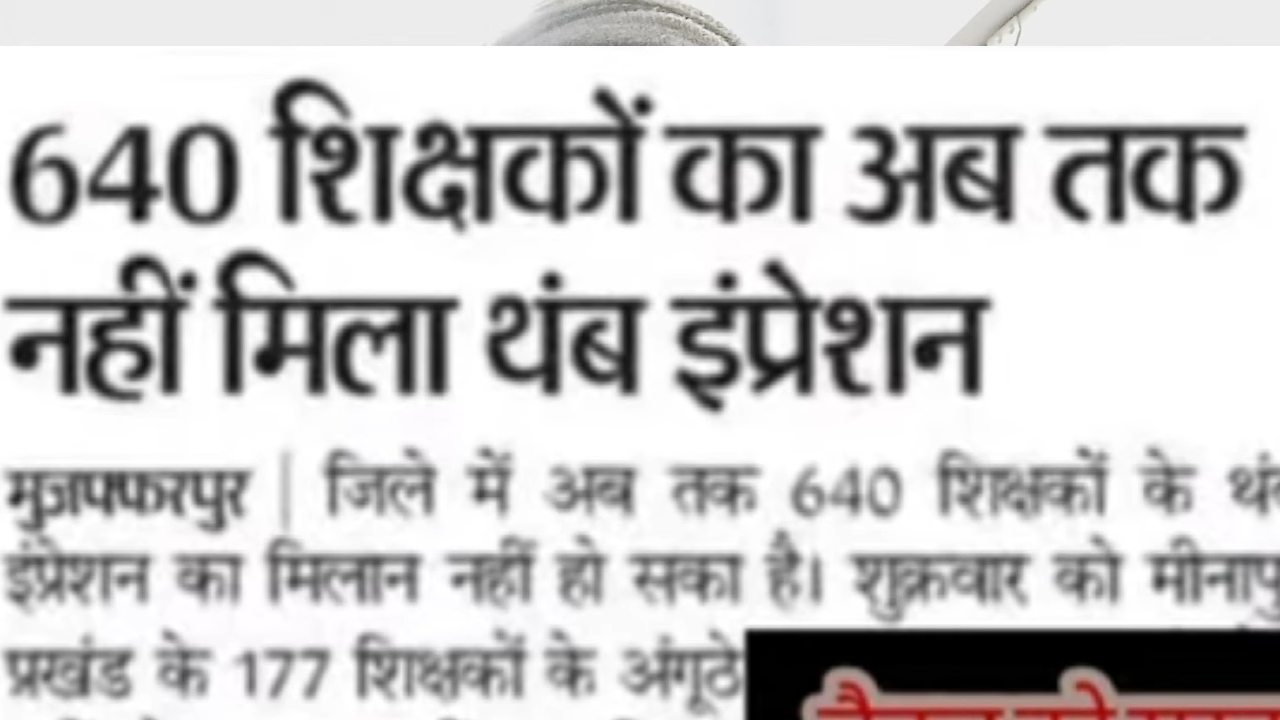 640 शिक्षकों का अब तक
नहीं मिला थंब इंप्रेशन
मुजफ्फरपुर | जिले में अब तक 640 शिक्षकों के
इंप्रेशन का मिलान नहीं हो सका है। शुक्रवार को
प्रखंड के 177 शिक्षकों के अंगूठे